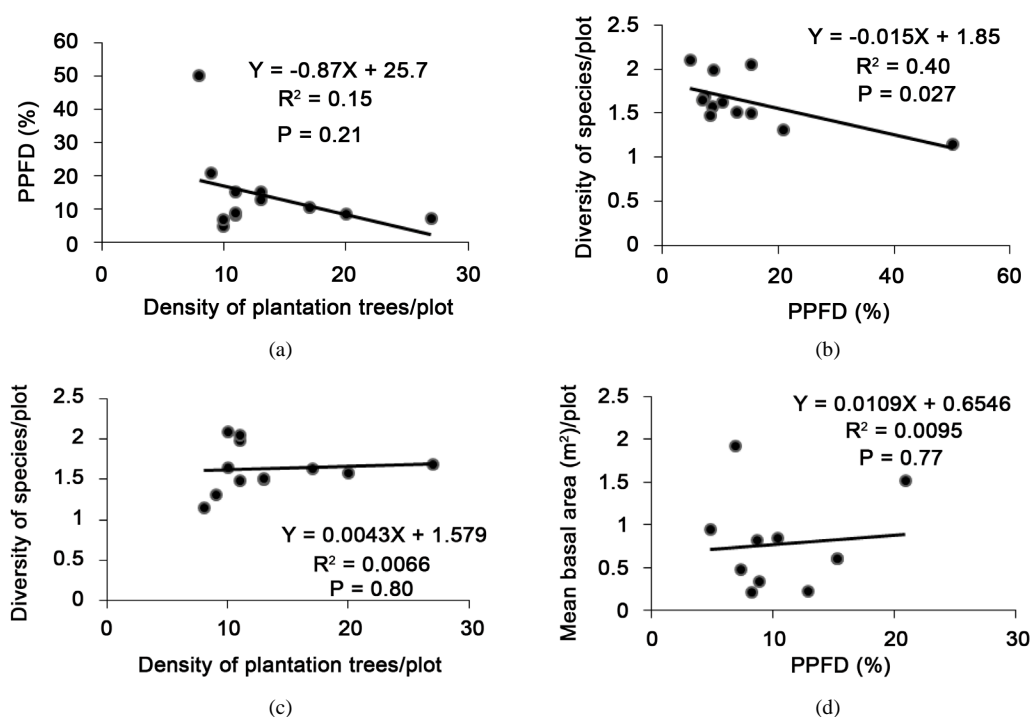 60
50
40
30
20
10
0
PPFD (%)
Y = -0.87X + 25.7
R² = 0.15
P = 0.21
0
10
20
30
Density of plantation trees/plot
(a)
2.5
2
1.5
1
0.5
0
Diversity of species/plot
Y = -0.015X + 1.85
R² = 0.40
P = 0.027
0
20
40
60
PPFD (%)
(b)
2.5
2
1.5
1
0.5
0
Diversity of species/plot
Y = 0.0043X + 1.579
R² = 0.0066
P = 0.80
0
10
20
30
Density of plantation trees/plot
(c)
2.5
2
1.5
1
0.5
0
Mean basal area (m²)/plot
Y = 0.0109X + 0.6546
R² = 0.0095
P = 0.77
0
10
20
30
PPFD (%)
(d)